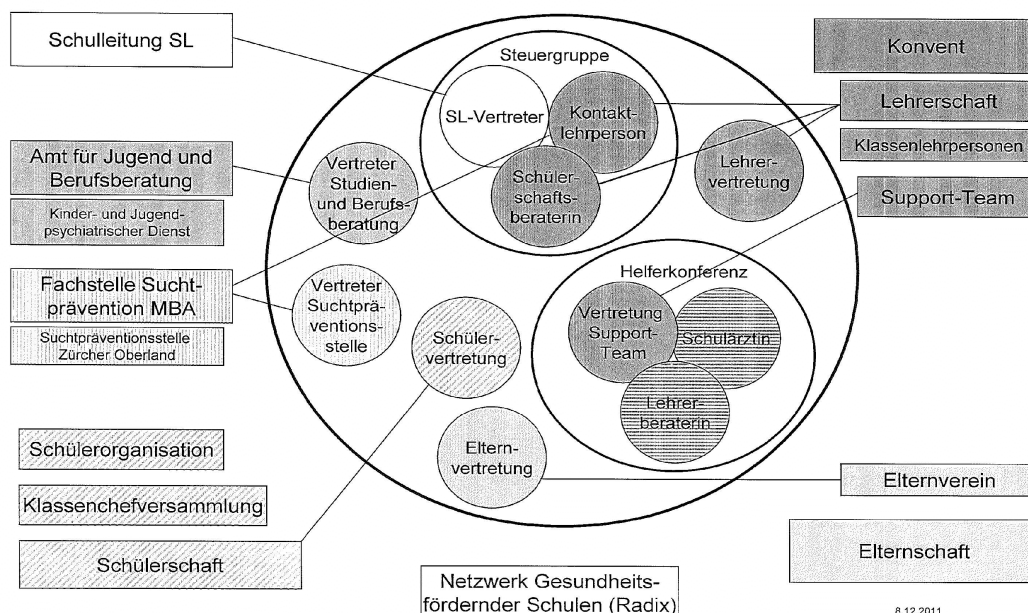 Schulleitung SL
Amt für Jugend und
Berufsberatung
Kinder- und Jugend-
psychiatrischer Dienst
Fachstelle Sucht-
prävention MBA
Suchtpräventionsstelle
Zürcher Oberland
Schülerorganisation
Klassenchefversammlung
Schülerschaft
Steuergruppe
SL-Vertreter
Kontakt-
lehrperson
Schüler-
schafts-
beraterin
Vertreter
Studien-
und Berufs-
beratung
Lehrer-
vertretung
Vertreter
Suchtprä-
ventions-
stelle
Schüler-
vertretung
Eltern-
vertretung
Helferkonferenz
Vertretung
Support-
Team
Schulärztin
Lehrer-
beraterin
Konvent
Lehrerschaft
Klassenlehrpersonen
Support-Team
Elternverein
Elternschaft
Netzwerk Gesundheits-
fördernder Schulen (Radix)
8.12.2011